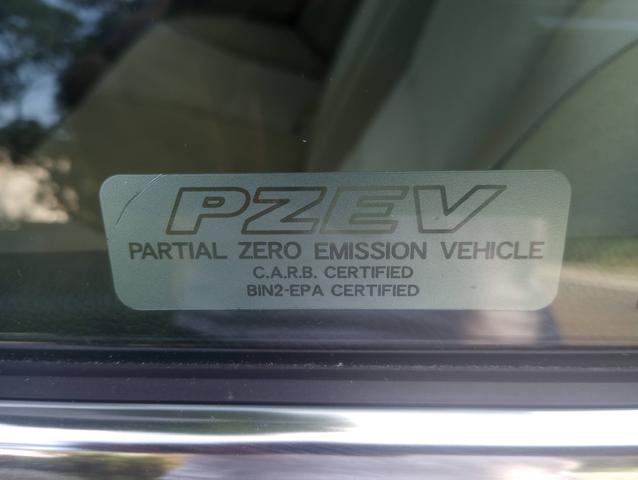 PZEV
PARTIAL ZERO EMISSION VEHICLE
C.A.R.B. CERTIFIED
BIN2-EPA CERTIFIED